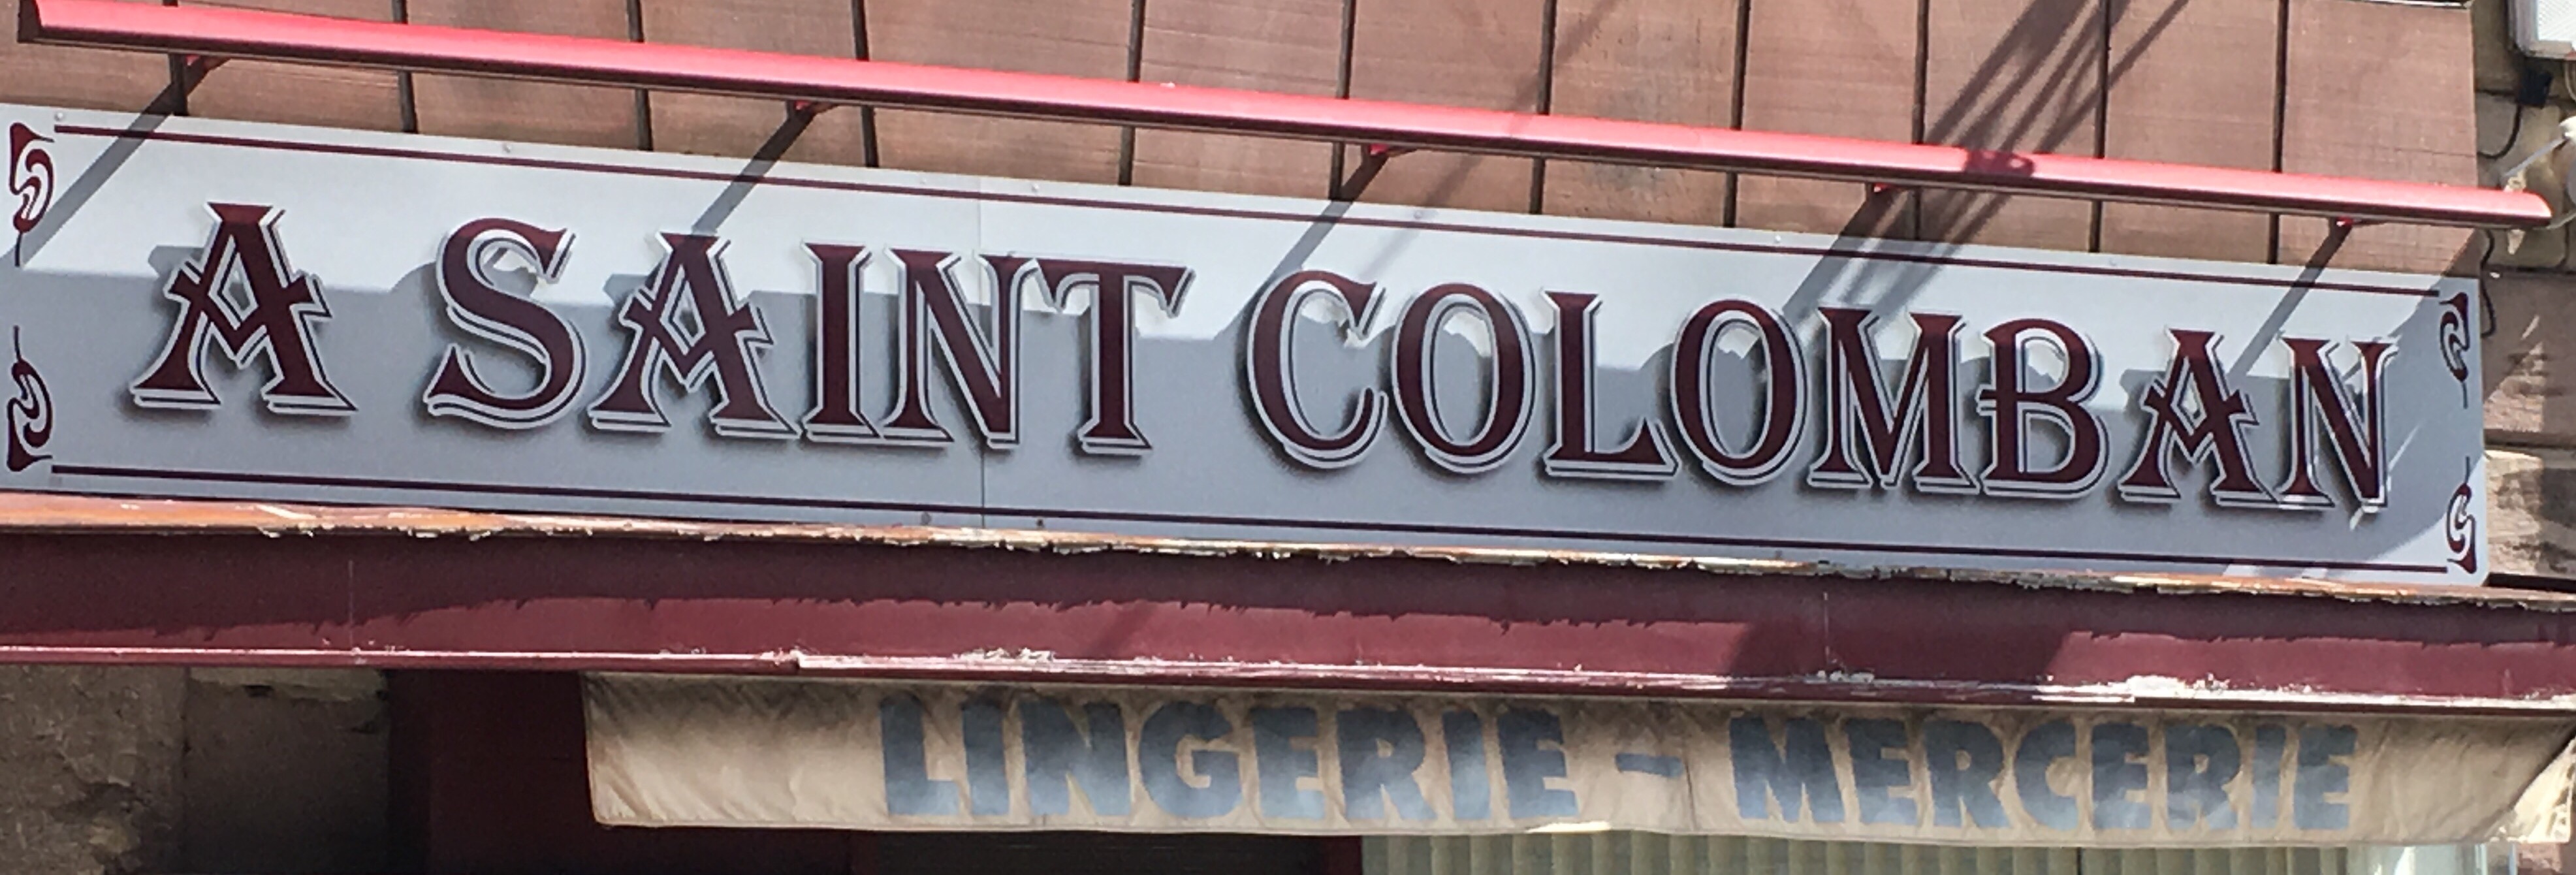 A SAINT COLOMBAN
LINGERIE - MERCERIE